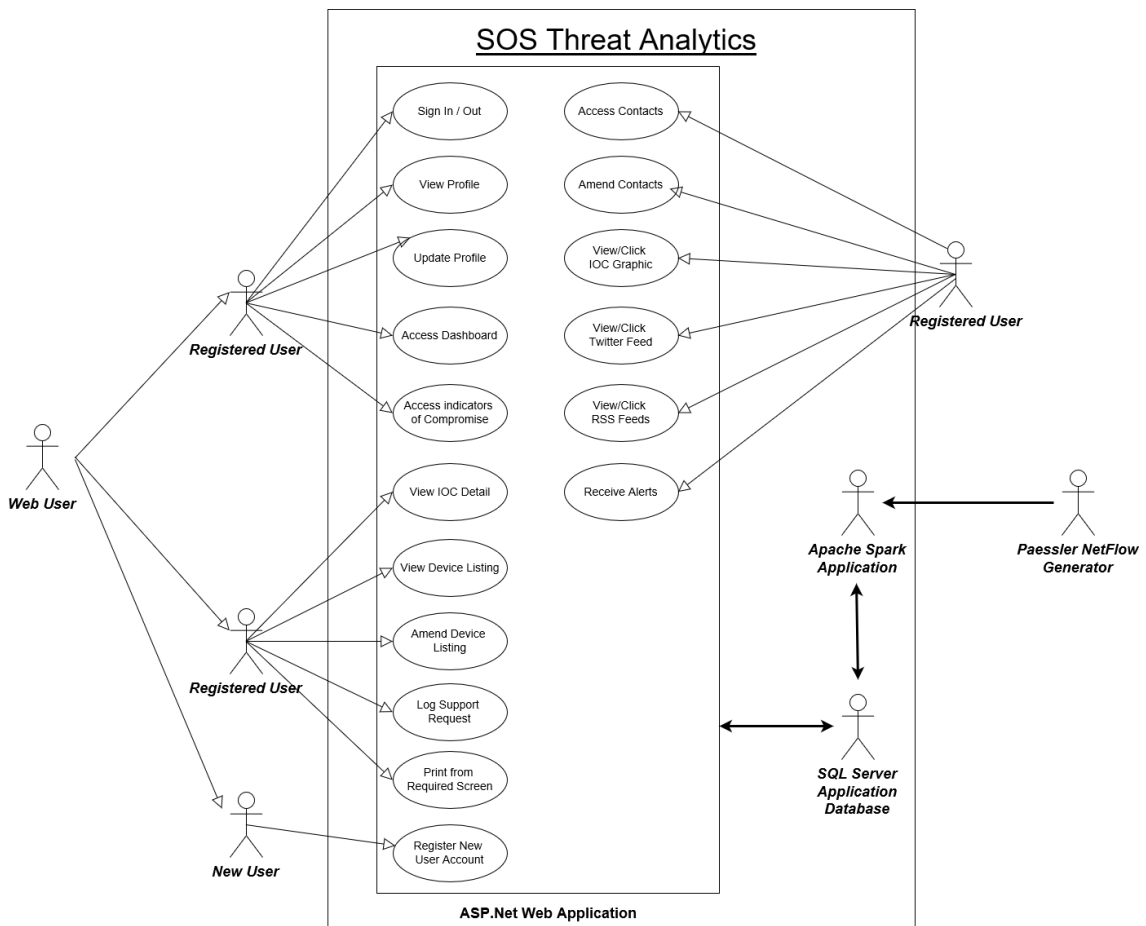 SOS Threat Analytics
Sign In / Out
View Profile
Update Profile
Access Dashboard
Access indicators
of Compromise
View IOC Detail
View Device Listing
Amend Device
Listing
Log Support
Request
Print from
Required Screen
Register New
User Account
Access Contacts
Amend Contacts
View/Click
IOC Graphic
View/Click
Twitter Feed
View/Click
RSS Feeds
Receive Alerts
Web User
Registered User
Registered User
New User
Registered User
Apache Spark
Application
Paessler NetFlow
Generator
SQL Server
Application
Database
ASP.Net Web Application